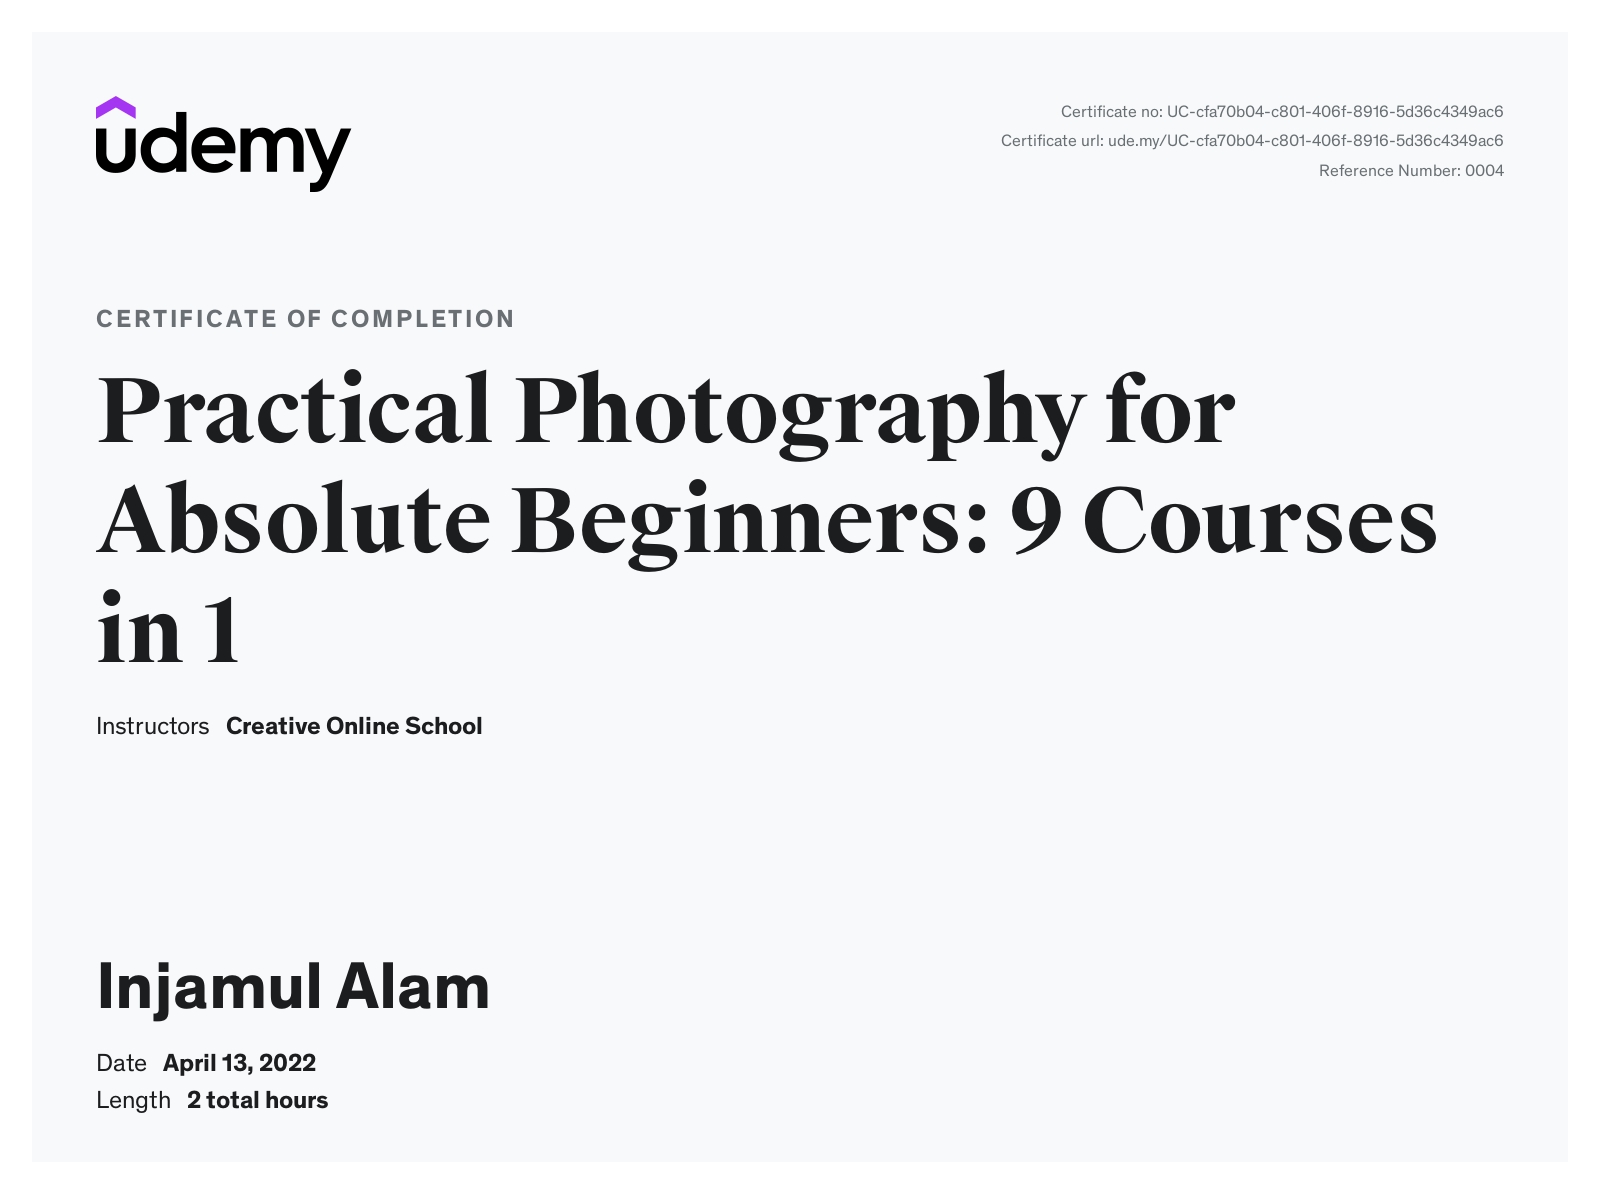 udemy
Certificate no: UC-cfa70b04-c801-406f-8916-5d36c4349ac6
Certificate url: ude.my/UC-cfa70b04-c801-406f-8916-5d36c4349ac6
Reference Number: 0004
CERTIFICATE OF COMPLETION
Practical Photography for
Absolute Beginners: 9 Courses
in 1
Instructors Creative Online School
Injamul Alam
Date April 13, 2022
Length 2 total hours